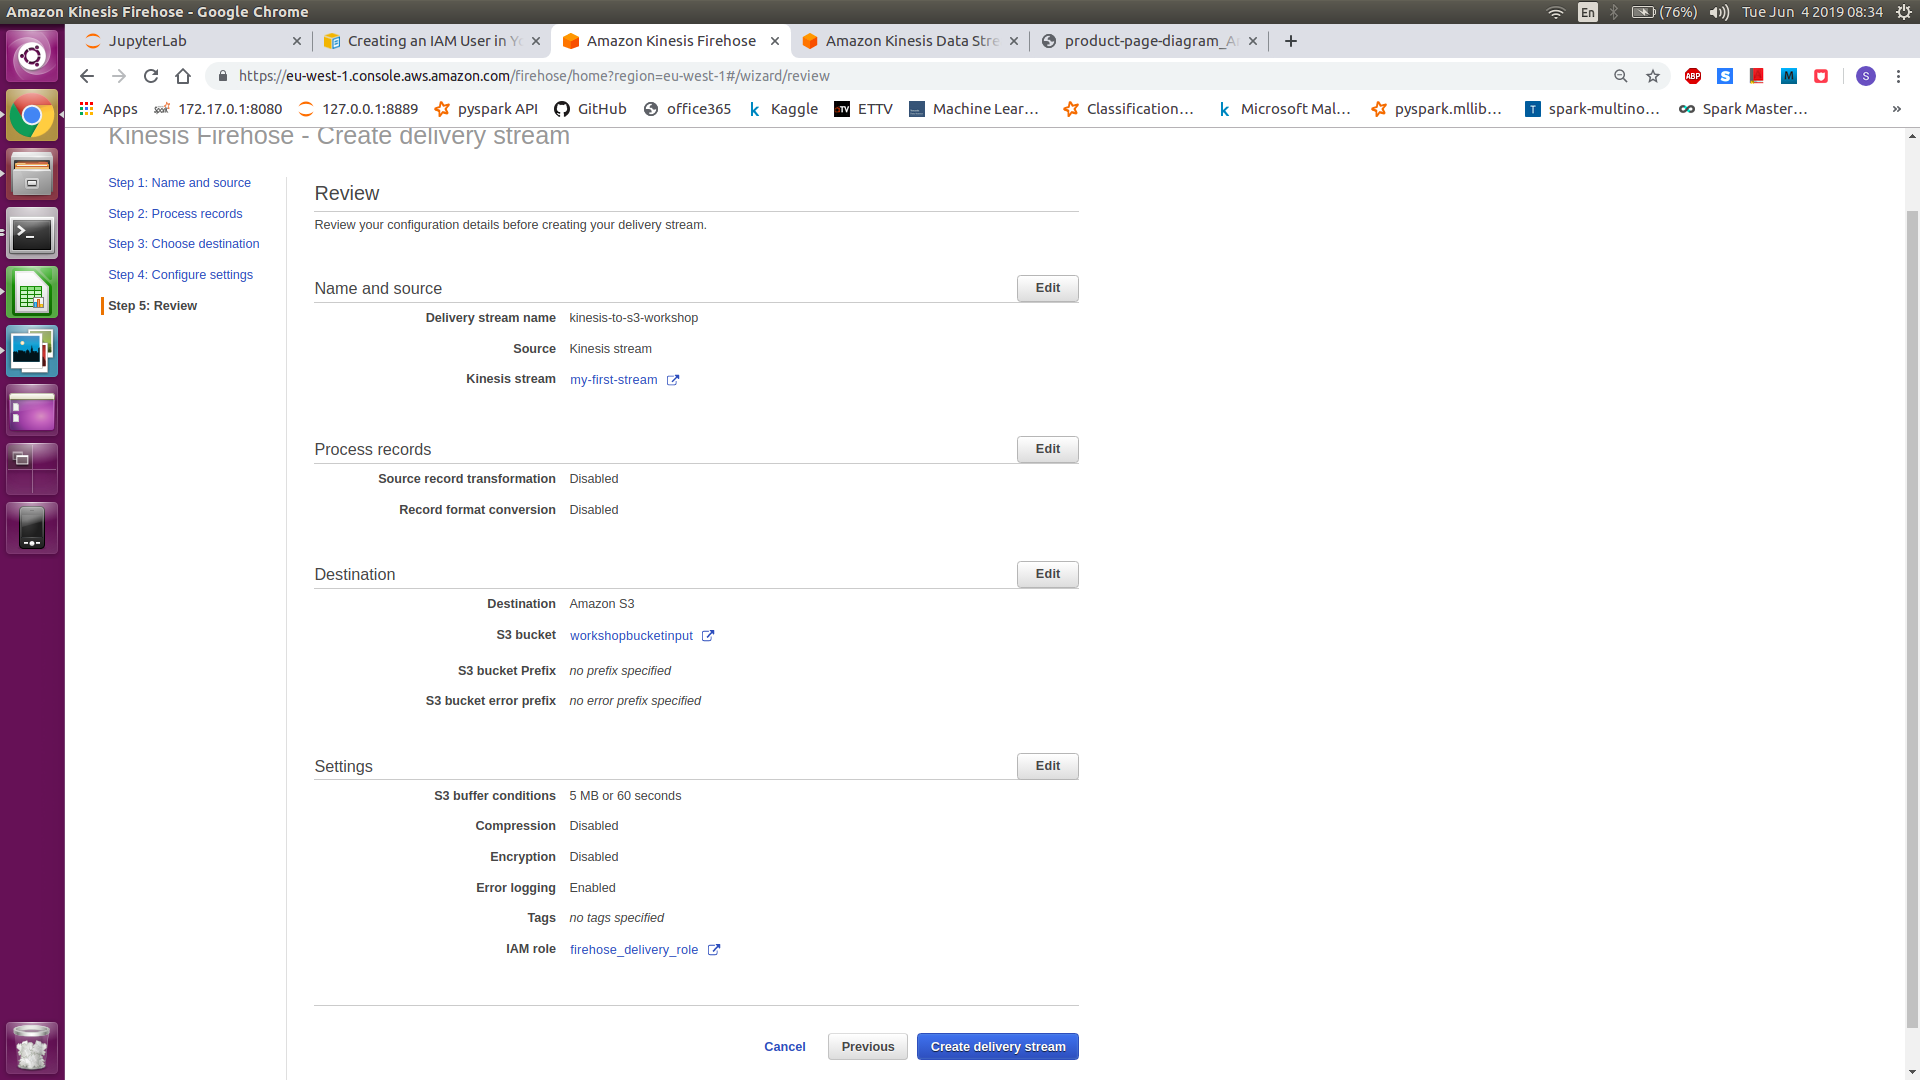 Amazon Kinesis Firehose - Google Chrome
En
(76%)
Tue Jun 4 2019 08:34
JupyterLab
Creating an IAM User in Yo
Amazon Kinesis Firehose
Amazon Kinesis Data Stre
product-page-diagram_A
https://eu-west-1.console.aws.amazon.com/firehose/home?region=eu-west-1#/wizard/review
ABP
S
M
S
Apps
172.17.0.1:8080
127.0.0.1:8889
pyspark API
GitHub
office365
Kaggle
ETTV
Machine Lear...
Classification...
Microsoft Mal...
pyspark.mllib...
spark-multino...
Spark Master...
»
Kinesis Firehose - Create delivery stream
Step 1: Name and source
Step 2: Process records
Step 3: Choose destination
Step 4: Configure settings
Step 5: Review
Review
Review your configuration details before creating your delivery stream.
Name and source
Edit
Delivery stream name kinesis-to-s3-workshop
Source Kinesis stream
Kinesis stream my-first-stream
Process records
Edit
Source record transformation Disabled
Record format conversion Disabled
Destination
Edit
Destination Amazon S3
S3 bucket workshopbucketinput
S3 bucket Prefix no prefix specified
S3 bucket error prefix no error prefix specified
Settings
Edit
S3 buffer conditions 5 MB or 60 seconds
Compression Disabled
Encryption Disabled
Error logging Enabled
Tags no tags specified
IAM role firehose_delivery_role
Cancel
Previous
Create delivery stream